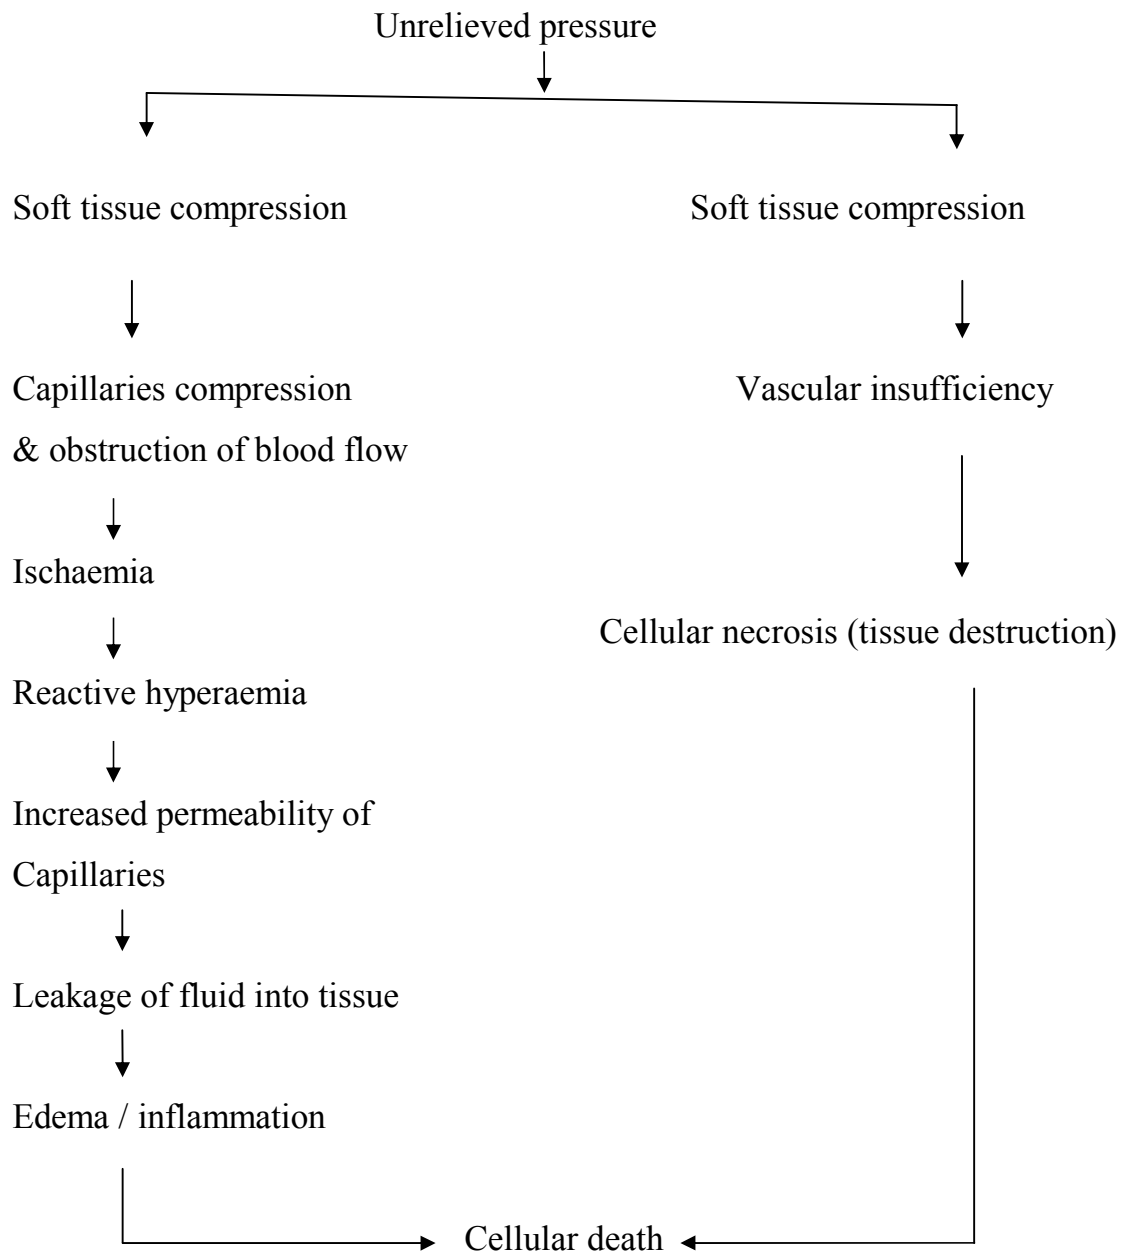 Unrelieved pressure
Soft tissue compression
Soft tissue compression
Capillaries compression
& obstruction of blood flow
Vascular insufficiency
Ischaemia
Cellular necrosis (tissue destruction)
Reactive hyperaemia
Increased permeability of
Capillaries
Leakage of fluid into tissue
Edema / inflammation
Cellular death